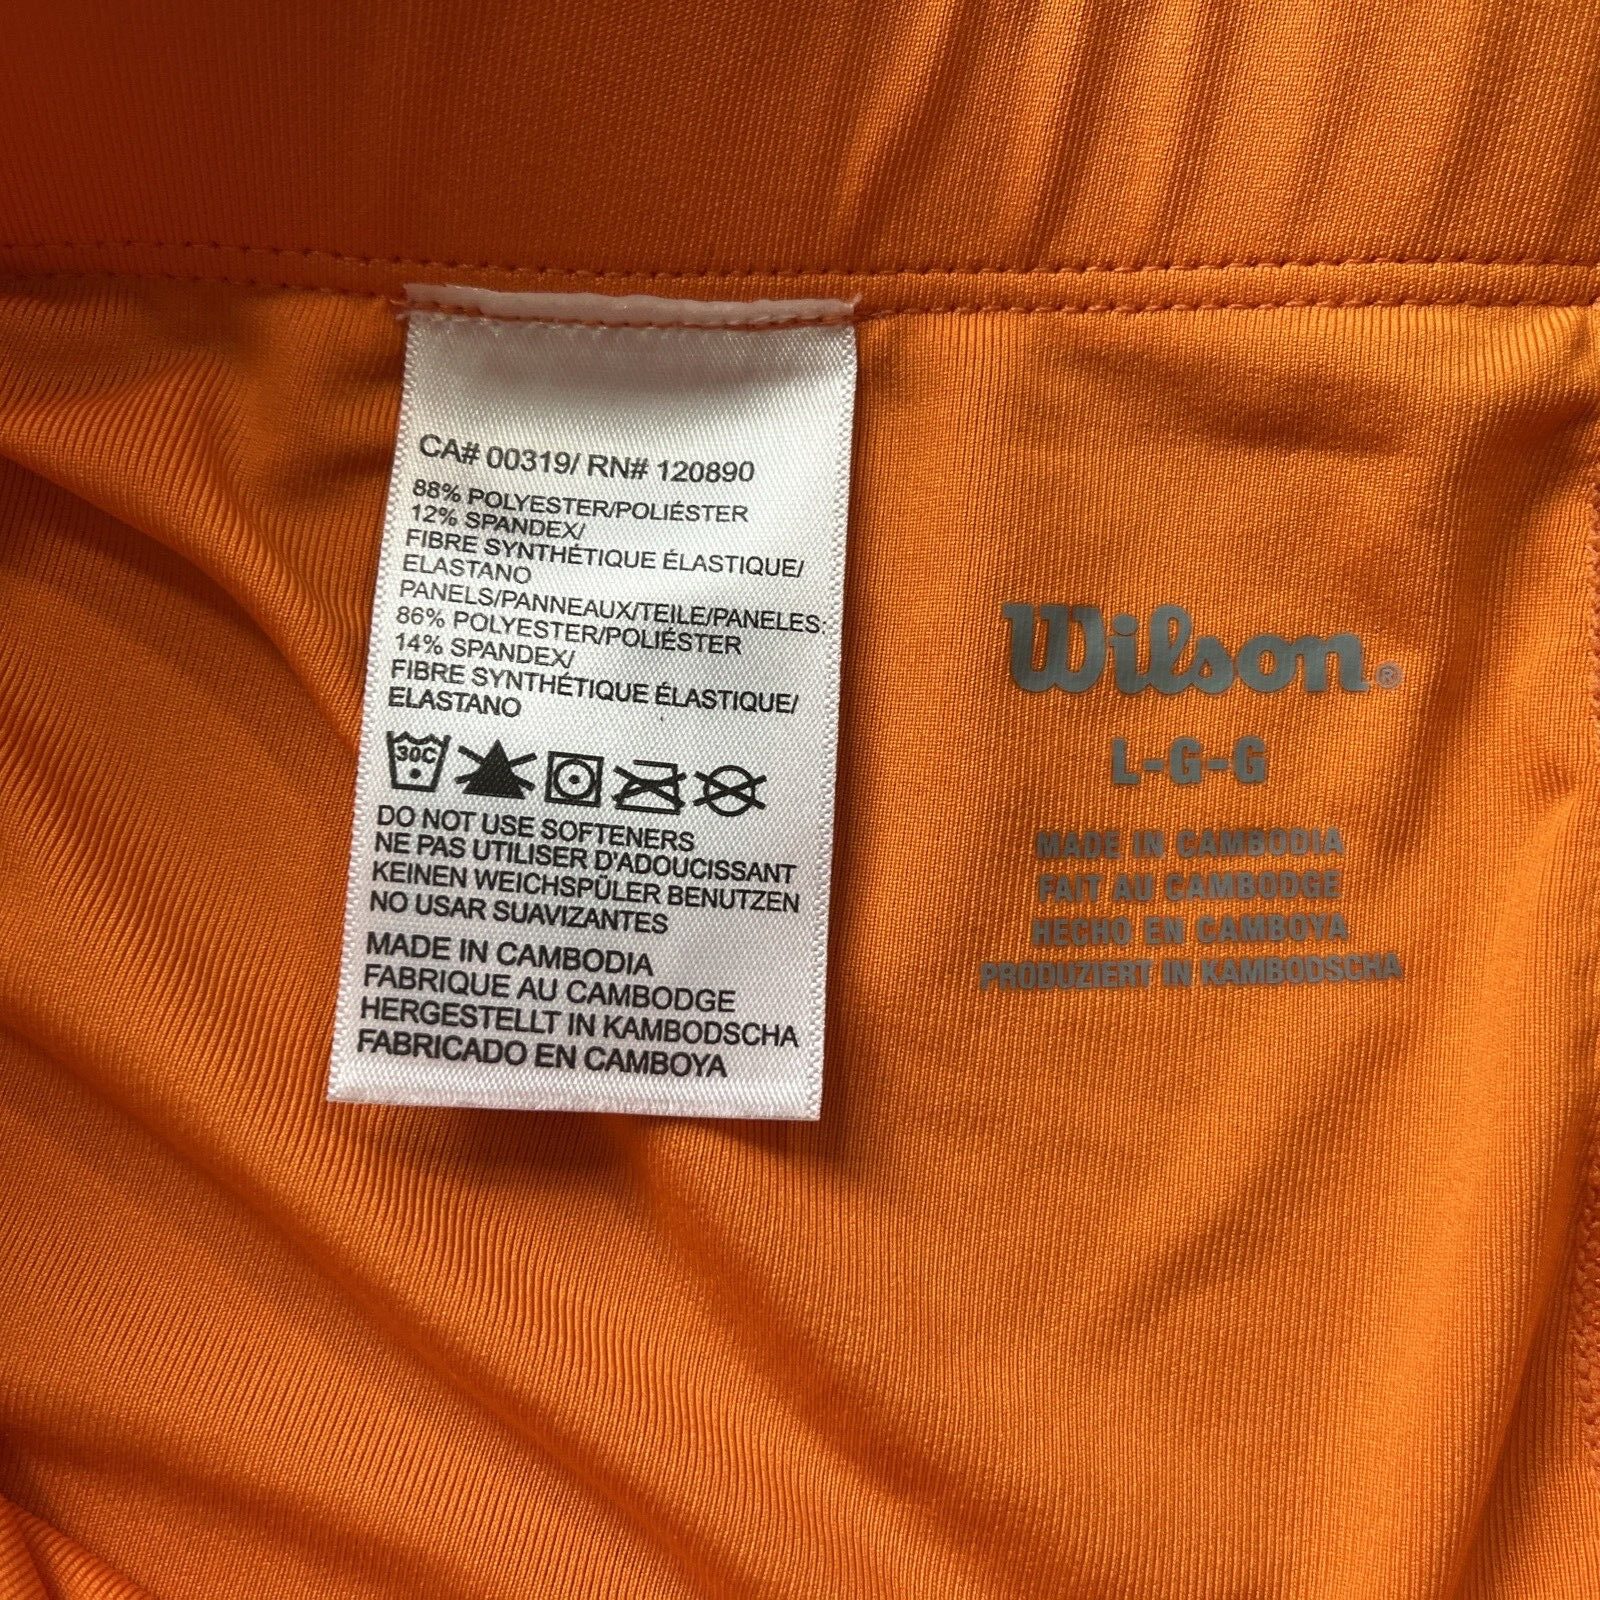 CA# 00319/ RN# 120890
88% POLYESTER/POLIÉSTER
12% SPANDEX/
FIBRE SYNTHÉTIQUE ÉLASTIQUE/
ELASTANO
PANELS/PANNEAUX/TEILE/PANELES:
86% POLYESTER/POLIÉSTER
14% SPANDEX/
FIBRE SYNTHÉTIQUE ÉLASTIQUE/
ELASTANO
30C
DO NOT USE SOFTENERS
NE PAS UTILISER D'ADOUCISSANT
KEINEN WEICHSPÜLER BENUTZEN
NO USAR SUAVIZANTES
MADE IN CAMBODIA
FABRIQUE AU CAMBODGE
HERGESTELLT IN KAMBODSCHA
FABRICADO EN CAMBOYA
Wilson®
L-G-G
MADE IN CAMBODIA
FAIT AU CAMBODGE
HECHO EN CAMBOYA
PRODUZIERT IN KAMBODSCHA